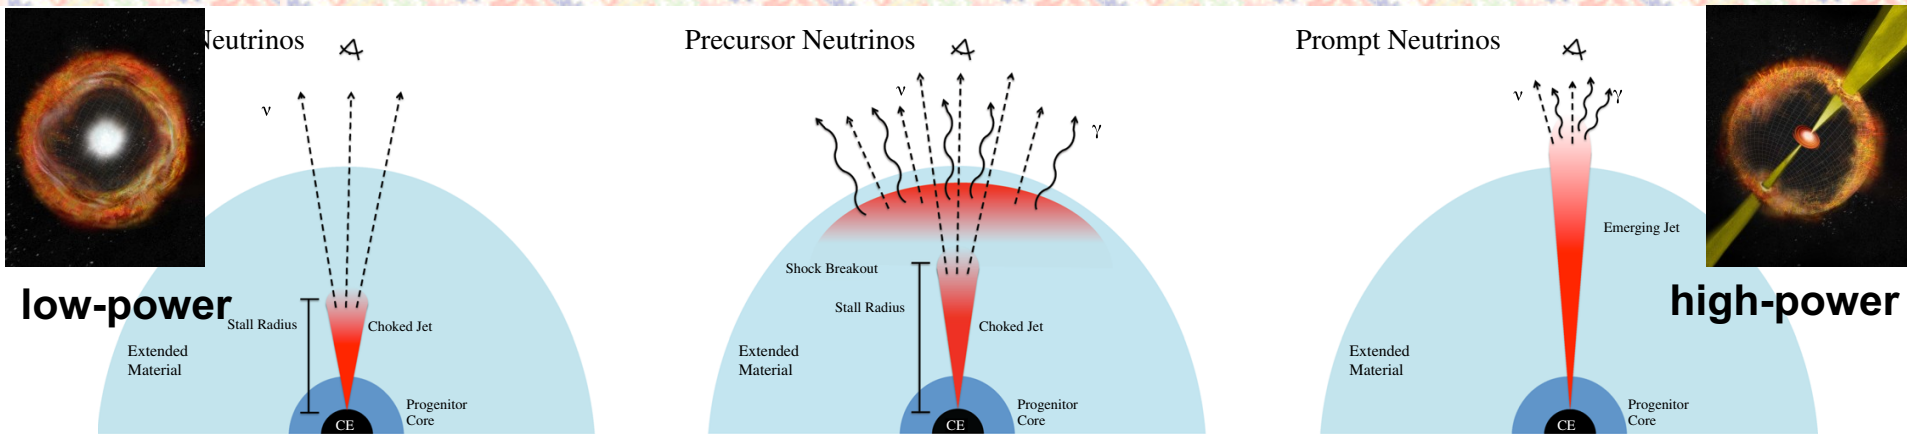 Neutrinos
ν
low-power
Stall Radius
Choked Jet
Extended
Material
Progenitor
Core
CE
Precursor Neutrinos
ν
γ
Shock Breakout
Stall Radius
Choked Jet
Extended
Material
Progenitor
Core
CE
Prompt Neutrinos
ν
γ
Emerging Jet
high-power
Extended
Material
Progenitor
Core
CE